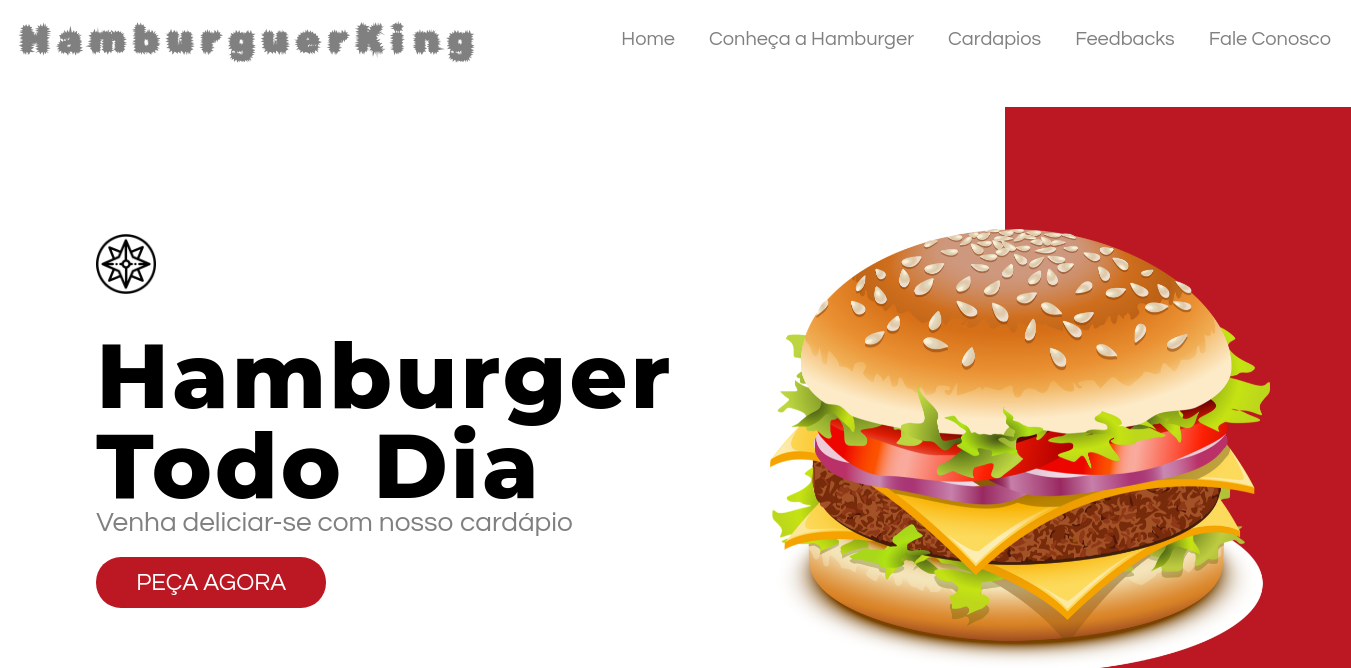 HamburguerKing
Home Conheça a Hamburger Cardapios Feedbacks Fale Conosco
Hamburger
Todo Dia
Venha deliciar-se com nosso cardápio
PEÇA AGORA